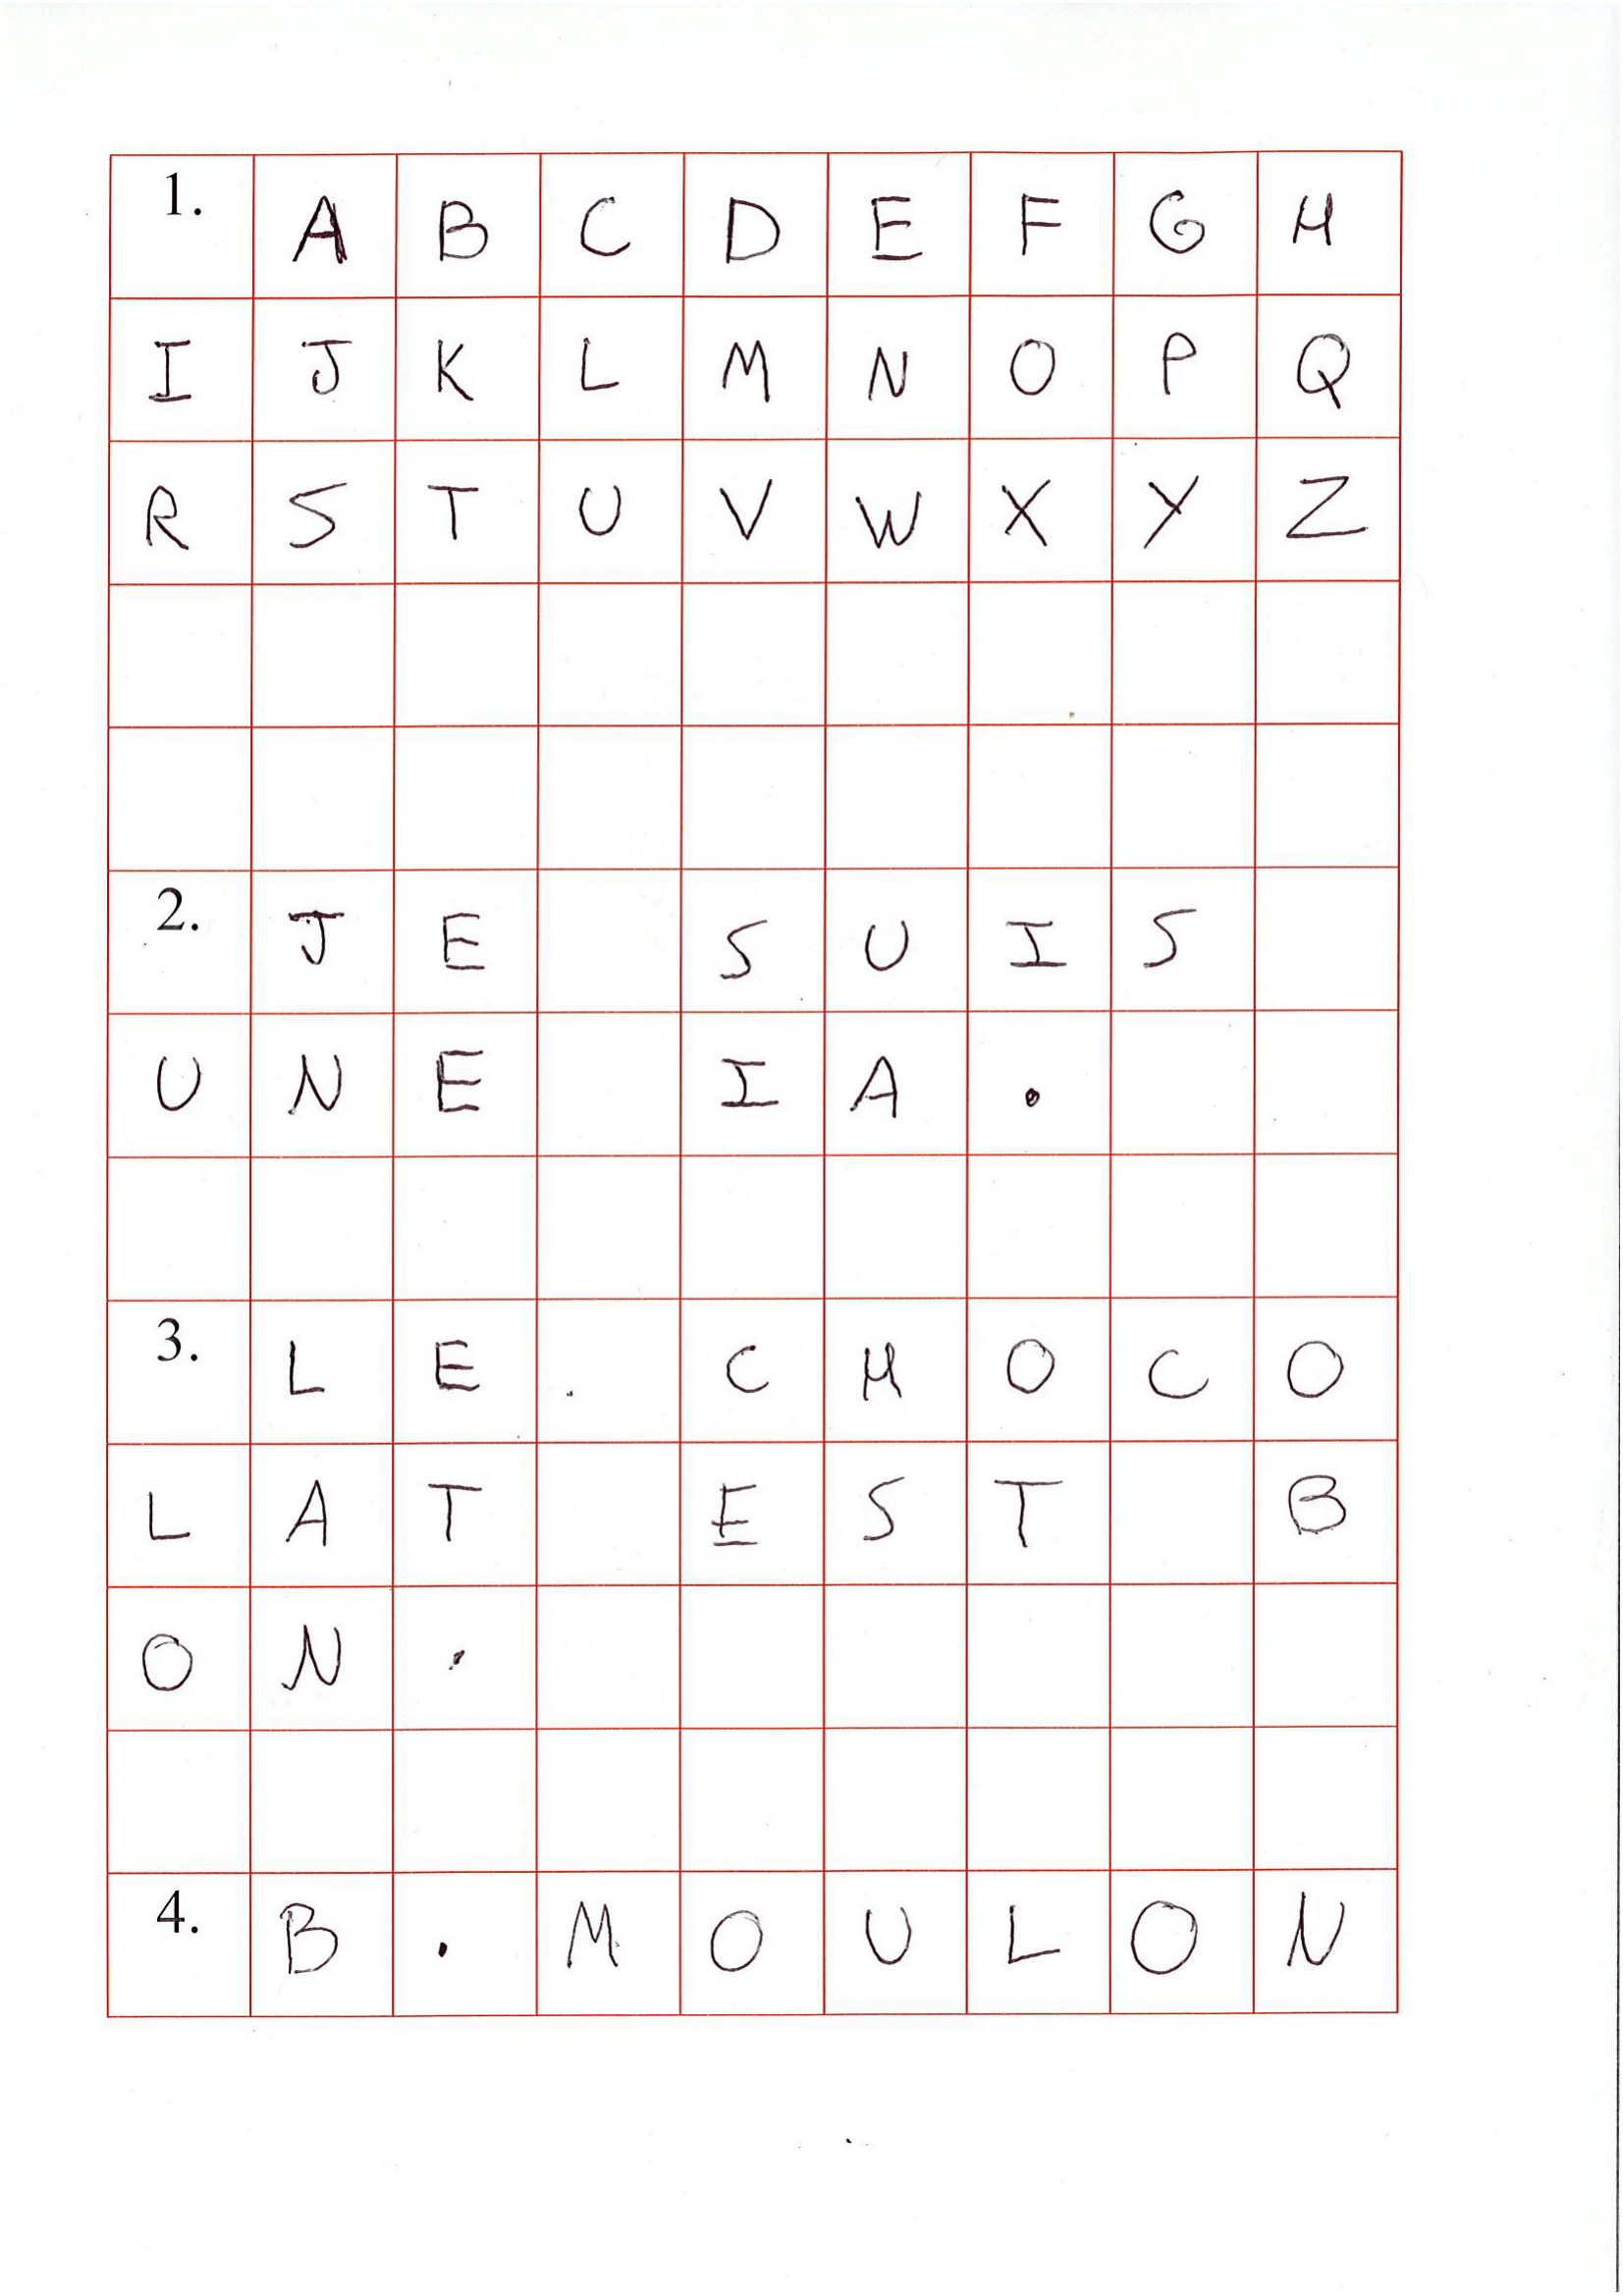 1. A B C D E F G H
I J K L M N O P Q
R S T U V W X Y Z
2. J E S U I S
U N E I A .
3. L E . C H O C O
L A T E S T B
O N .
4. B . M O U L O N